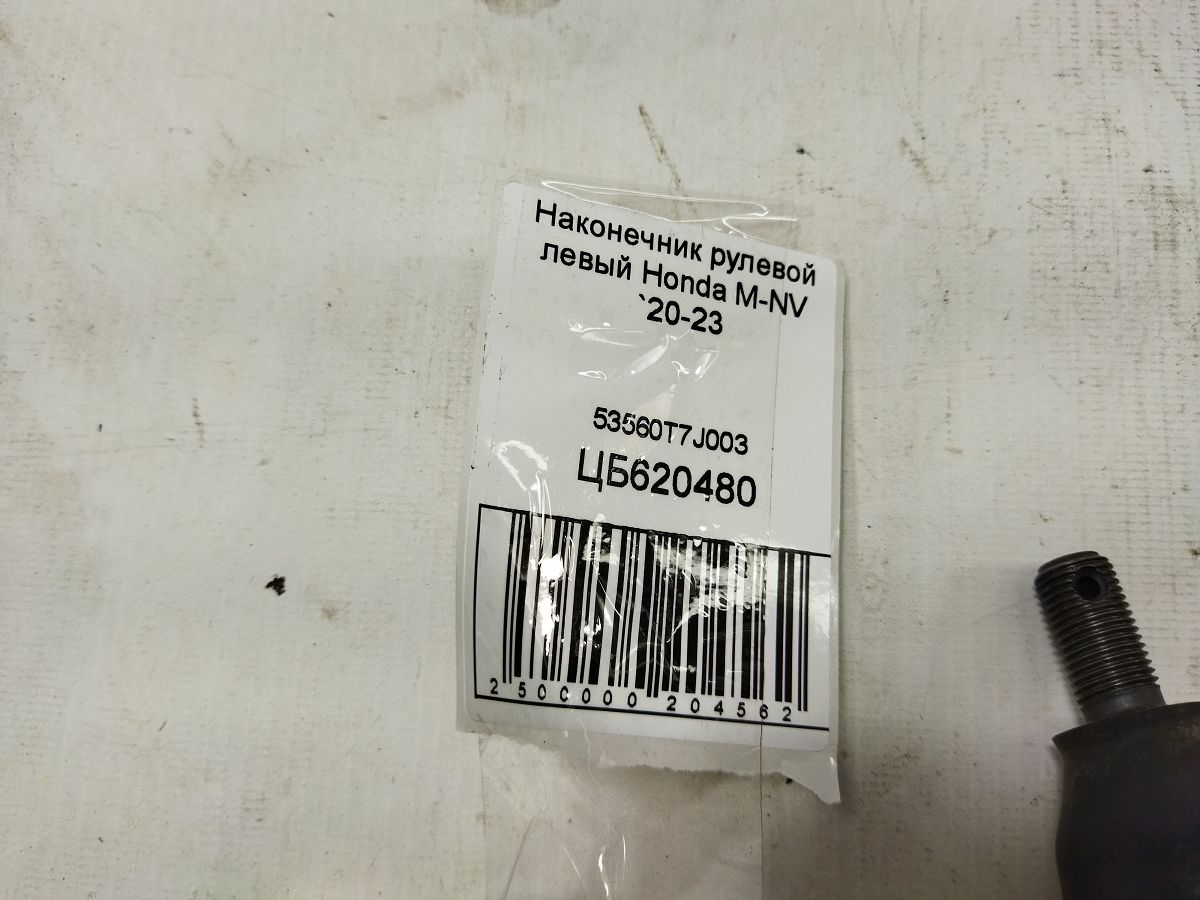 Наконечник рулевой
левый Honda M-NV
`20-23
53560T7J003
ЦБ620480
2 500000 204562